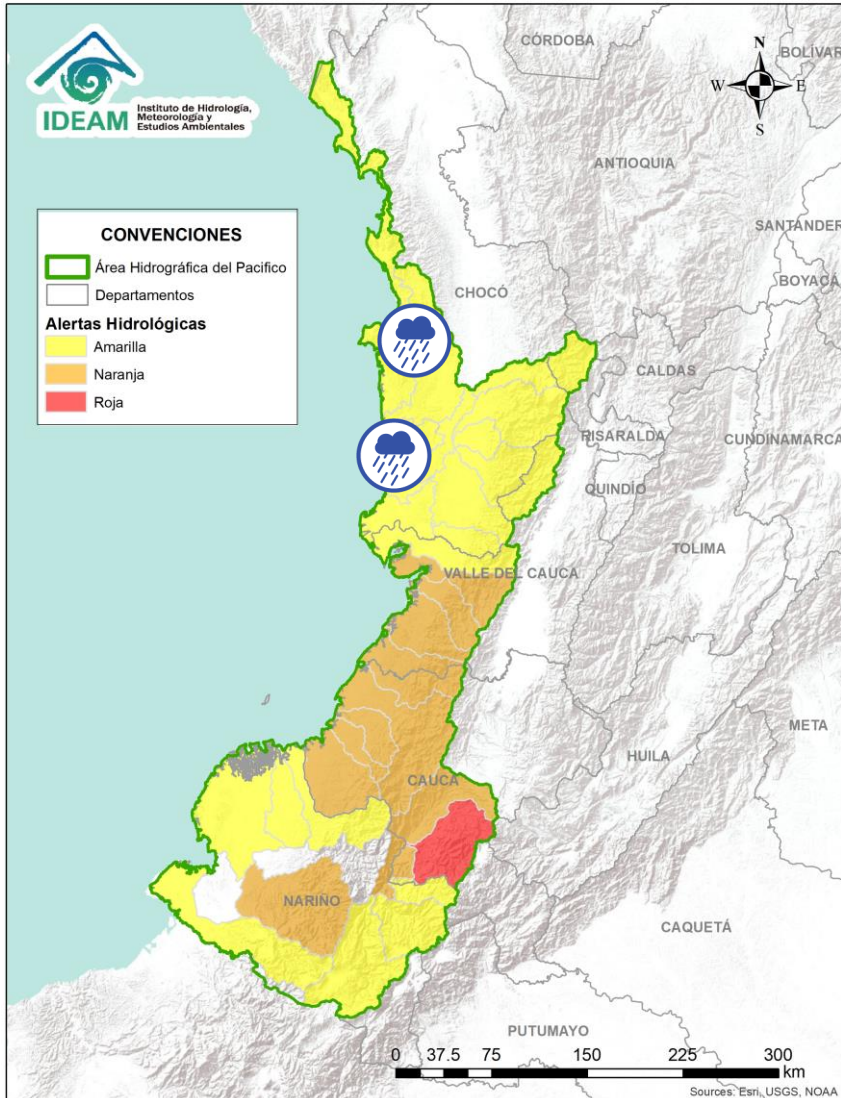 IDEAM
Instituto de Hidrología,
Meteorología y
Estudios Ambientales
CÓRDOBA
BOLÍVAR
N
W
E
S
ANTIOQUIA
SANTANDER
BOYACÁ
CONVENCIONES
Área Hidrográfica del Pacifico
Departamentos
Alertas Hidrológicas
Amarilla
Naranja
Roja
CHOCÓ
CALDAS
RISARALDA
CUNDINAMARCA
QUINDÍO
TOLIMA
VALLE DEL CAUCA
META
HUILA
CAUCA
NARIÑO
CAQUETÁ
PUTUMAYO
0 37.5 75 150 225 300
km
Sources: Esri, USGS, NOAA